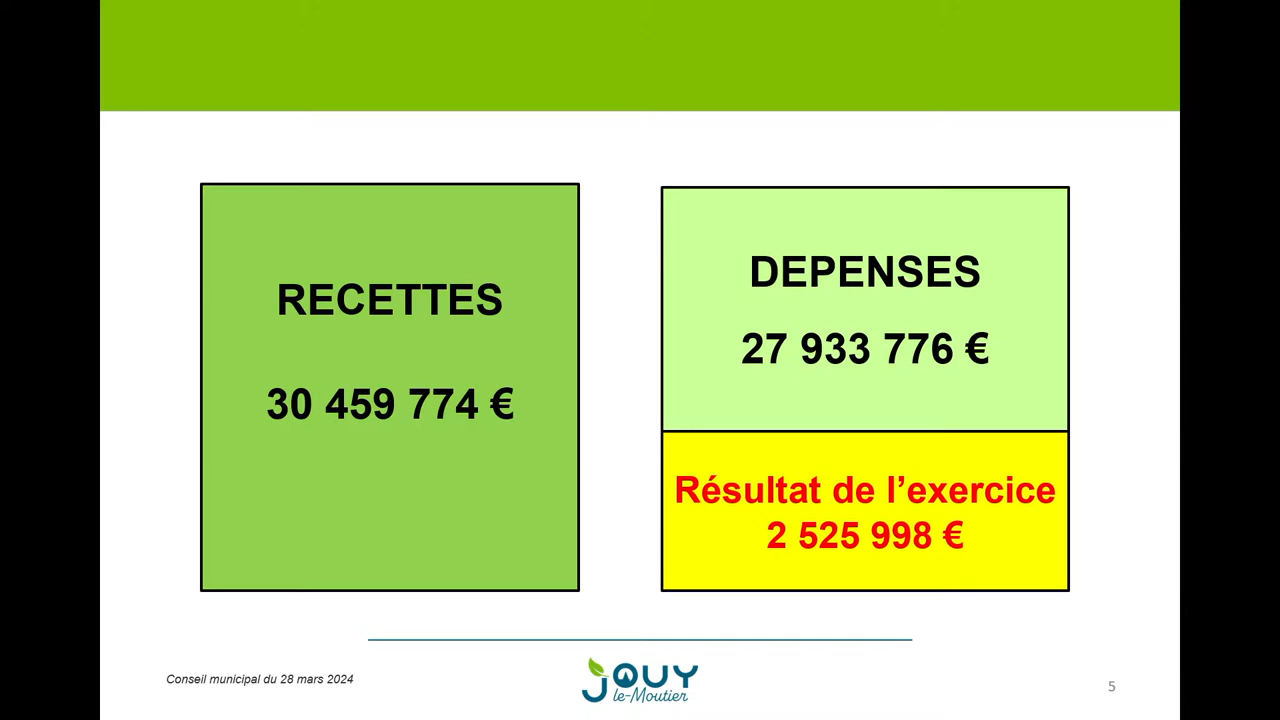 RECETTES
30 459 774 €
DEPENSES
27 933 776 €
Résultat de l’exercice
2 525 998 €
Conseil municipal du 28 mars 2024
JOUY
le-Moutier
5